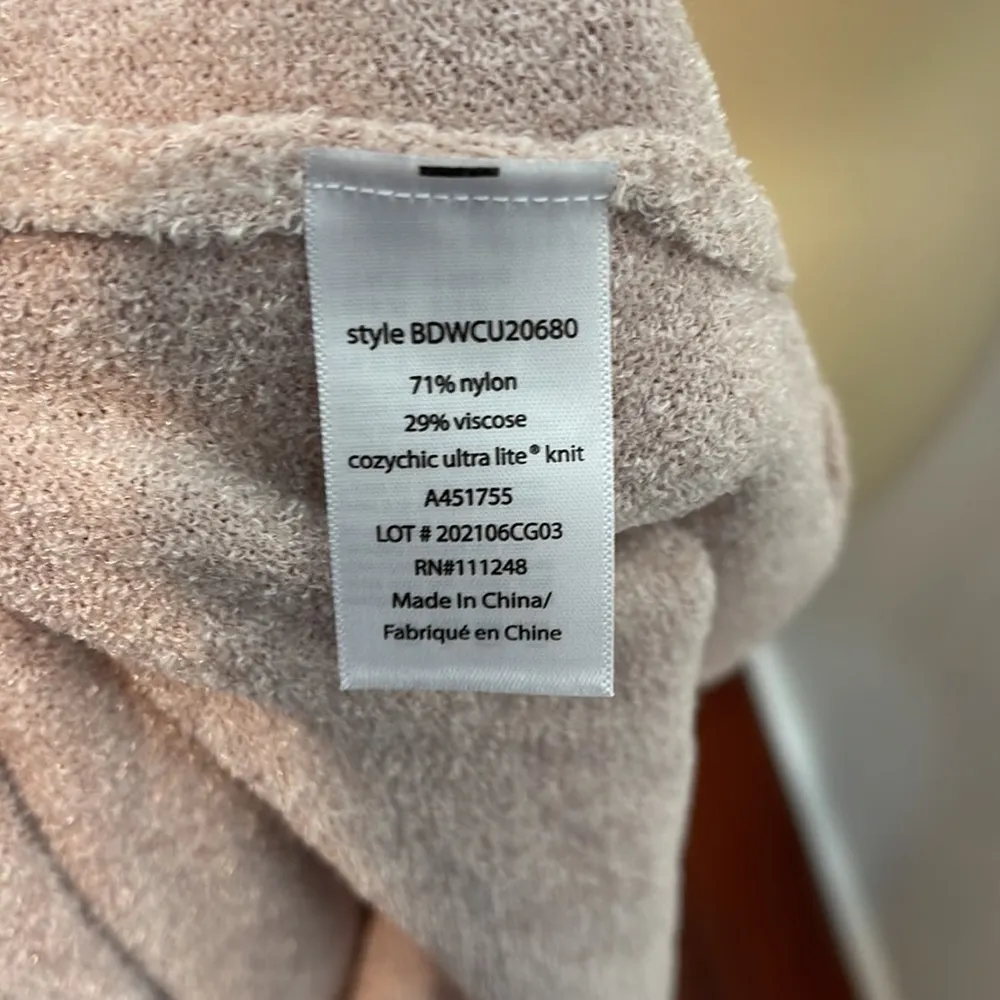 style BDWCU20680
71% nylon
29% viscose
cozychic ultra lite® knit
A451755
LOT # 202106CG03
RN#111248
Made In China/
Fabriqué en Chine